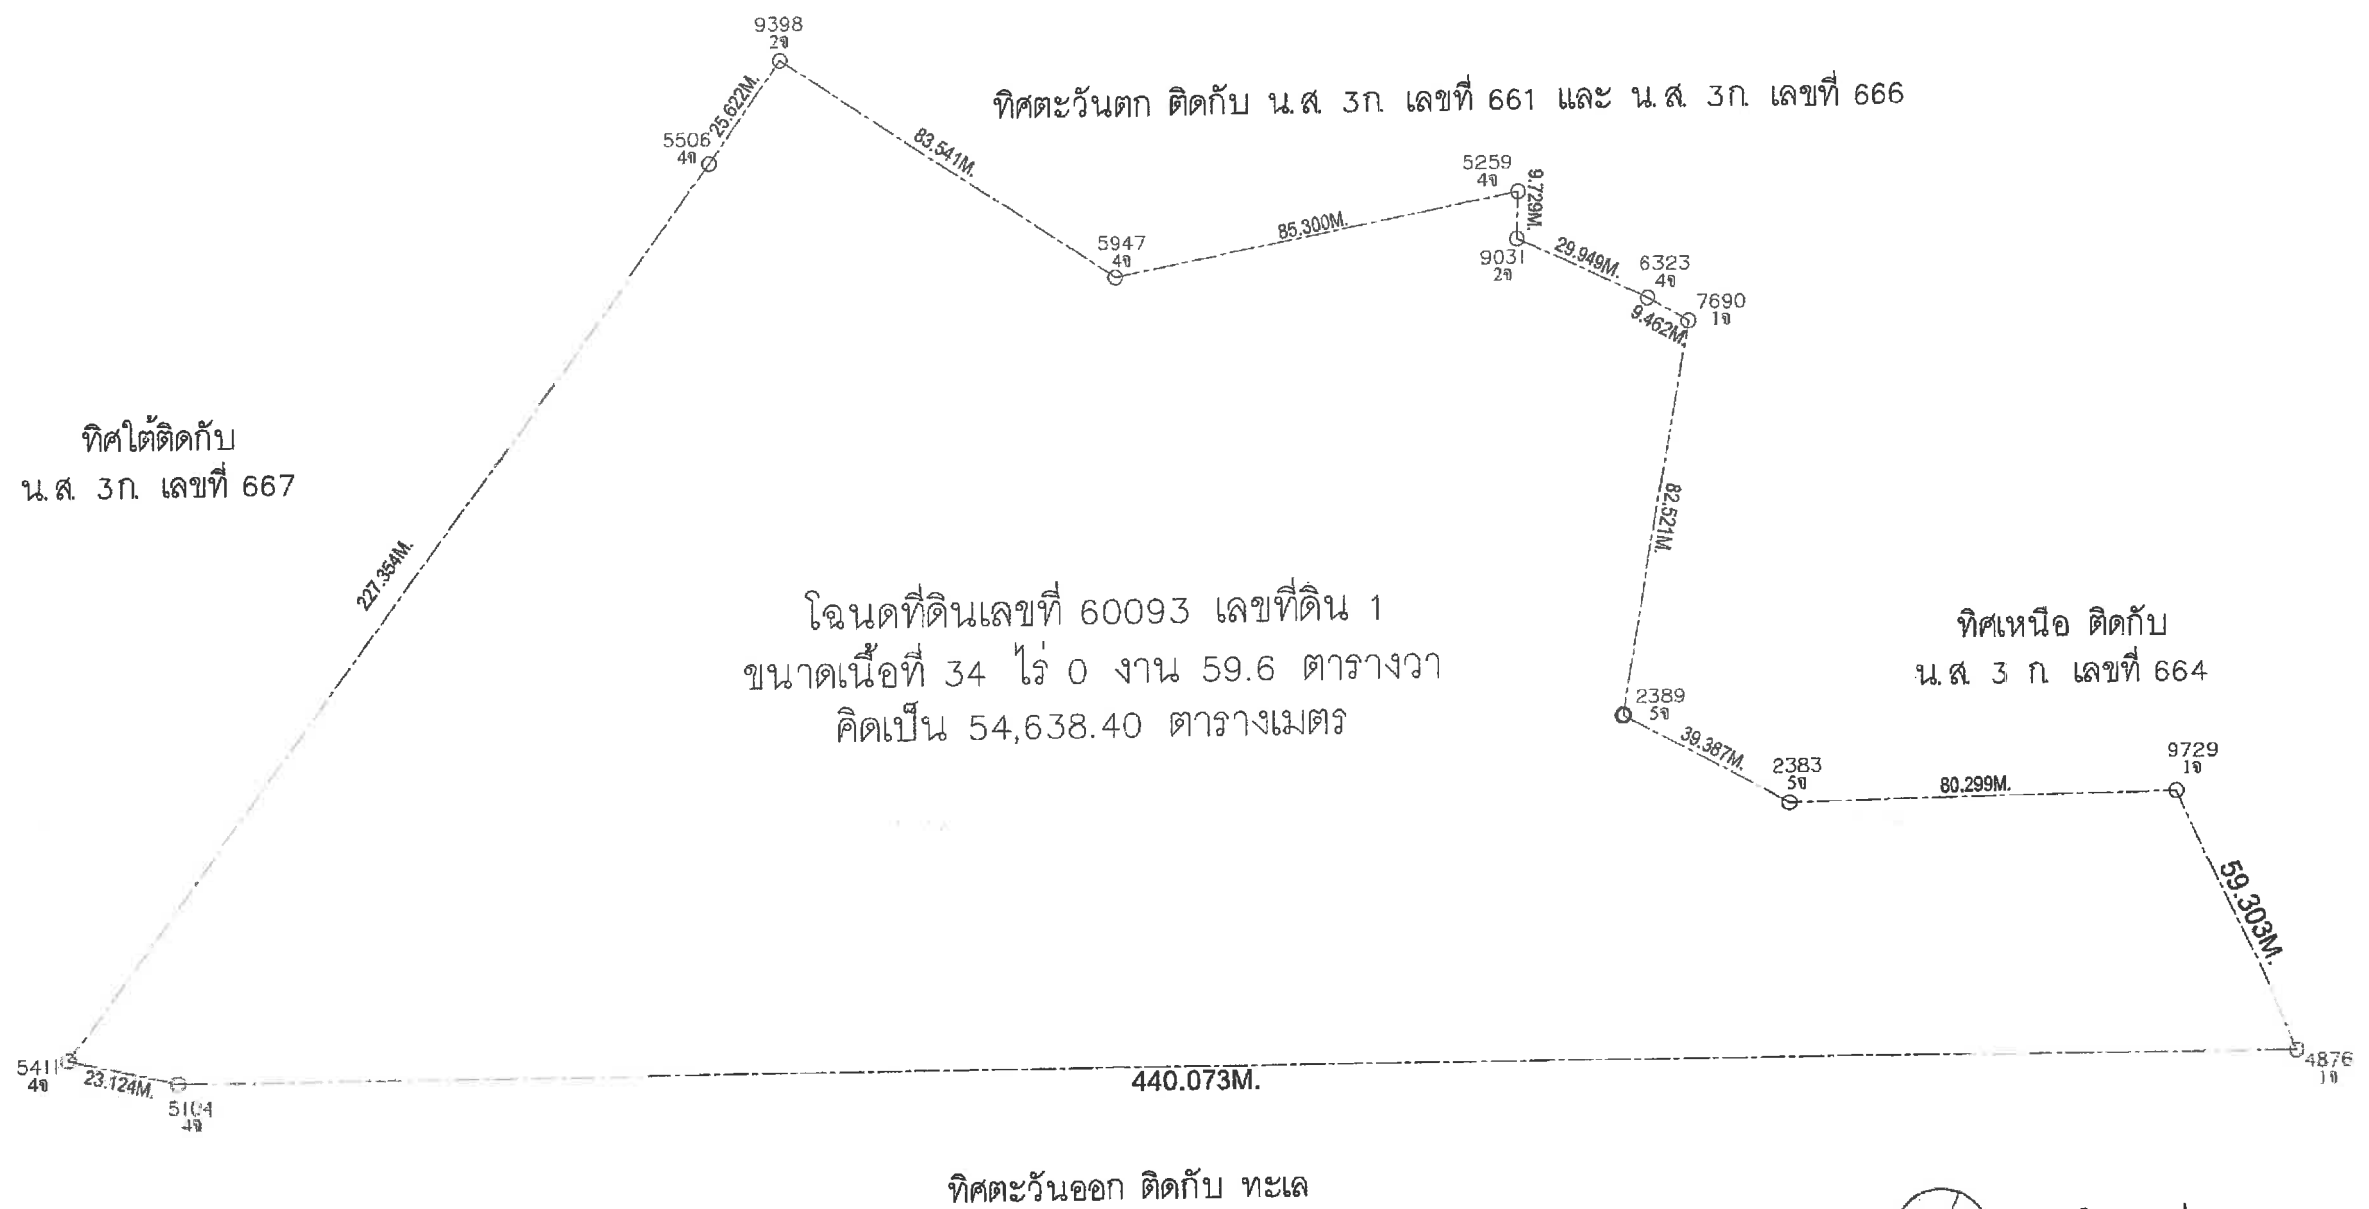 9398
2จ
ทิศตะวันตก ติดกับ น.ส. 3ก. เลขที่ 661 และ น.ส. 3ก. เลขที่ 666
25.622M.
5506
4จ
83.541M.
5259
4จ
9.729M.
85.300M.
5947
4จ
9031
2จ
29.949M.
6323
4จ
7690
1จ
9.462M.
ทิศใต้ติดกับ
น.ส. 3ก. เลขที่ 667
82.521M.
227.354M.
โฉนดที่ดินเลขที่ 60093 เลขที่ดิน 1
ขนาดเนื้อที่ 34 ไร่ 0 งาน 59.6 ตารางวา
คิดเป็น 54,638.40 ตารางเมตร
ทิศเหนือ ติดกับ
น.ส. 3 ก. เลขที่ 664
2389
5จ
39.387M.
2383
5จ
80.299M.
9729
1จ
59.303M.
5411
4จ
23.124M.
5104
4จ
440.073M.
4876
1จ
ทิศตะวันออก ติดกับ ทะเล